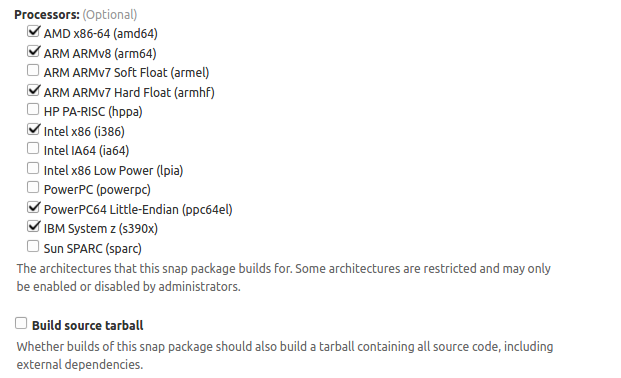 Processors: (Optional)
AMD x86-64 (amd64)
ARM ARMv8 (arm64)
ARM ARMv7 Soft Float (armel)
ARM ARMv7 Hard Float (armhf)
HP PA-RISC (hppa)
Intel x86 (i386)
Intel IA64 (ia64)
Intel x86 Low Power (lpia)
PowerPC (powerpc)
PowerPC64 Little-Endian (ppc64el)
IBM System z (s390x)
Sun SPARC (sparc)
The architectures that this snap package builds for. Some architectures are restricted and may only
be enabled or disabled by administrators.
Build source tarball
Whether builds of this snap package should also build a tarball containing all source code, including
external dependencies.